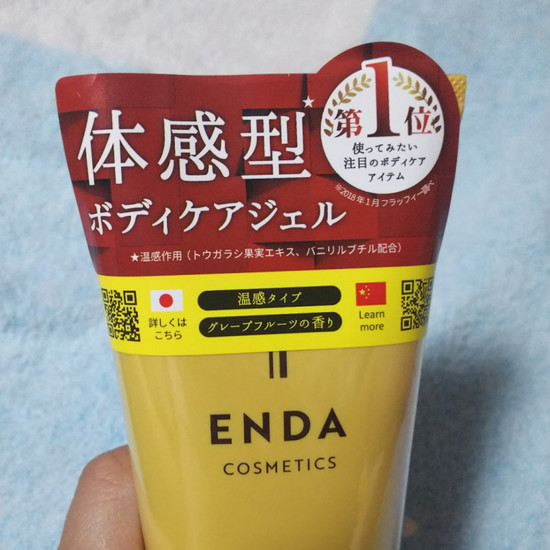 第1位
使ってみたい
注目のボディケア
アイテム
※2018年1月フラッフィー調べ
体感型★
ボディケアジェル
★温感作用（トウガラシ果実エキス、バニリルブチル配合）
詳しくは
こちら
温感タイプ
グレープフルーツの香り
Learn
more
ENDA
COSMETICS